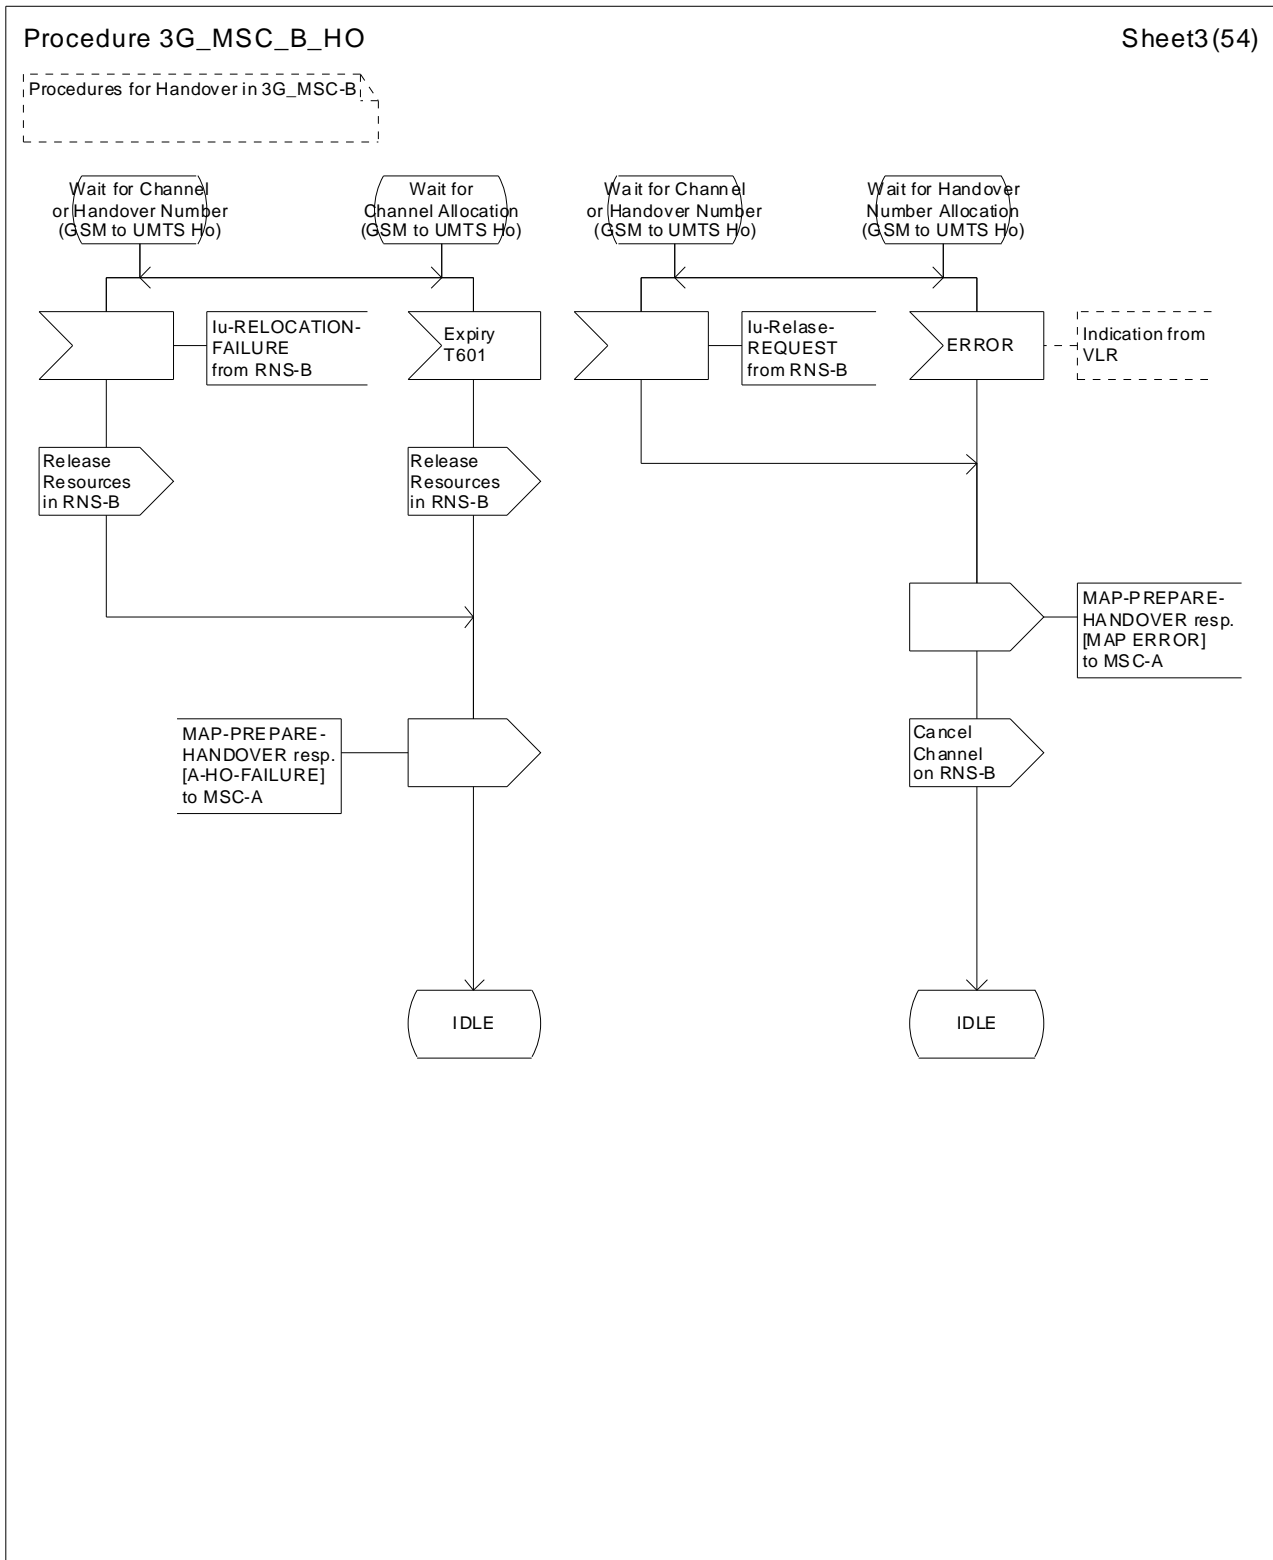 Procedure 3G_MSC_B_HO
Sheet3(54)
Procedures for Handover in 3G_MSC-B
Wait for Channel
or Handover Number
(GSM to UMTS Ho)
Wait for
Channel Allocation
(GSM to UMTS Ho)
Wait for Channel
or Handover Number
(GSM to UMTS Ho)
Wait for Handover
Number Allocation
(GSM to UMTS Ho)
Iu-RELOCATION-
FAILURE
from RNS-B
Expiry
T601
Iu-Relase-
REQUEST
from RNS-B
ERROR
Indication from
VLR
Release
Resources
in RNS-B
Release
Resources
in RNS-B
MAP-PREPARE-
HANDOVER resp.
[MAP ERROR]
to MSC-A
MAP-PREPARE-
HANDOVER resp.
[A-HO-FAILURE]
to MSC-A
Cancel
Channel
on RNS-B
IDLE
IDLE